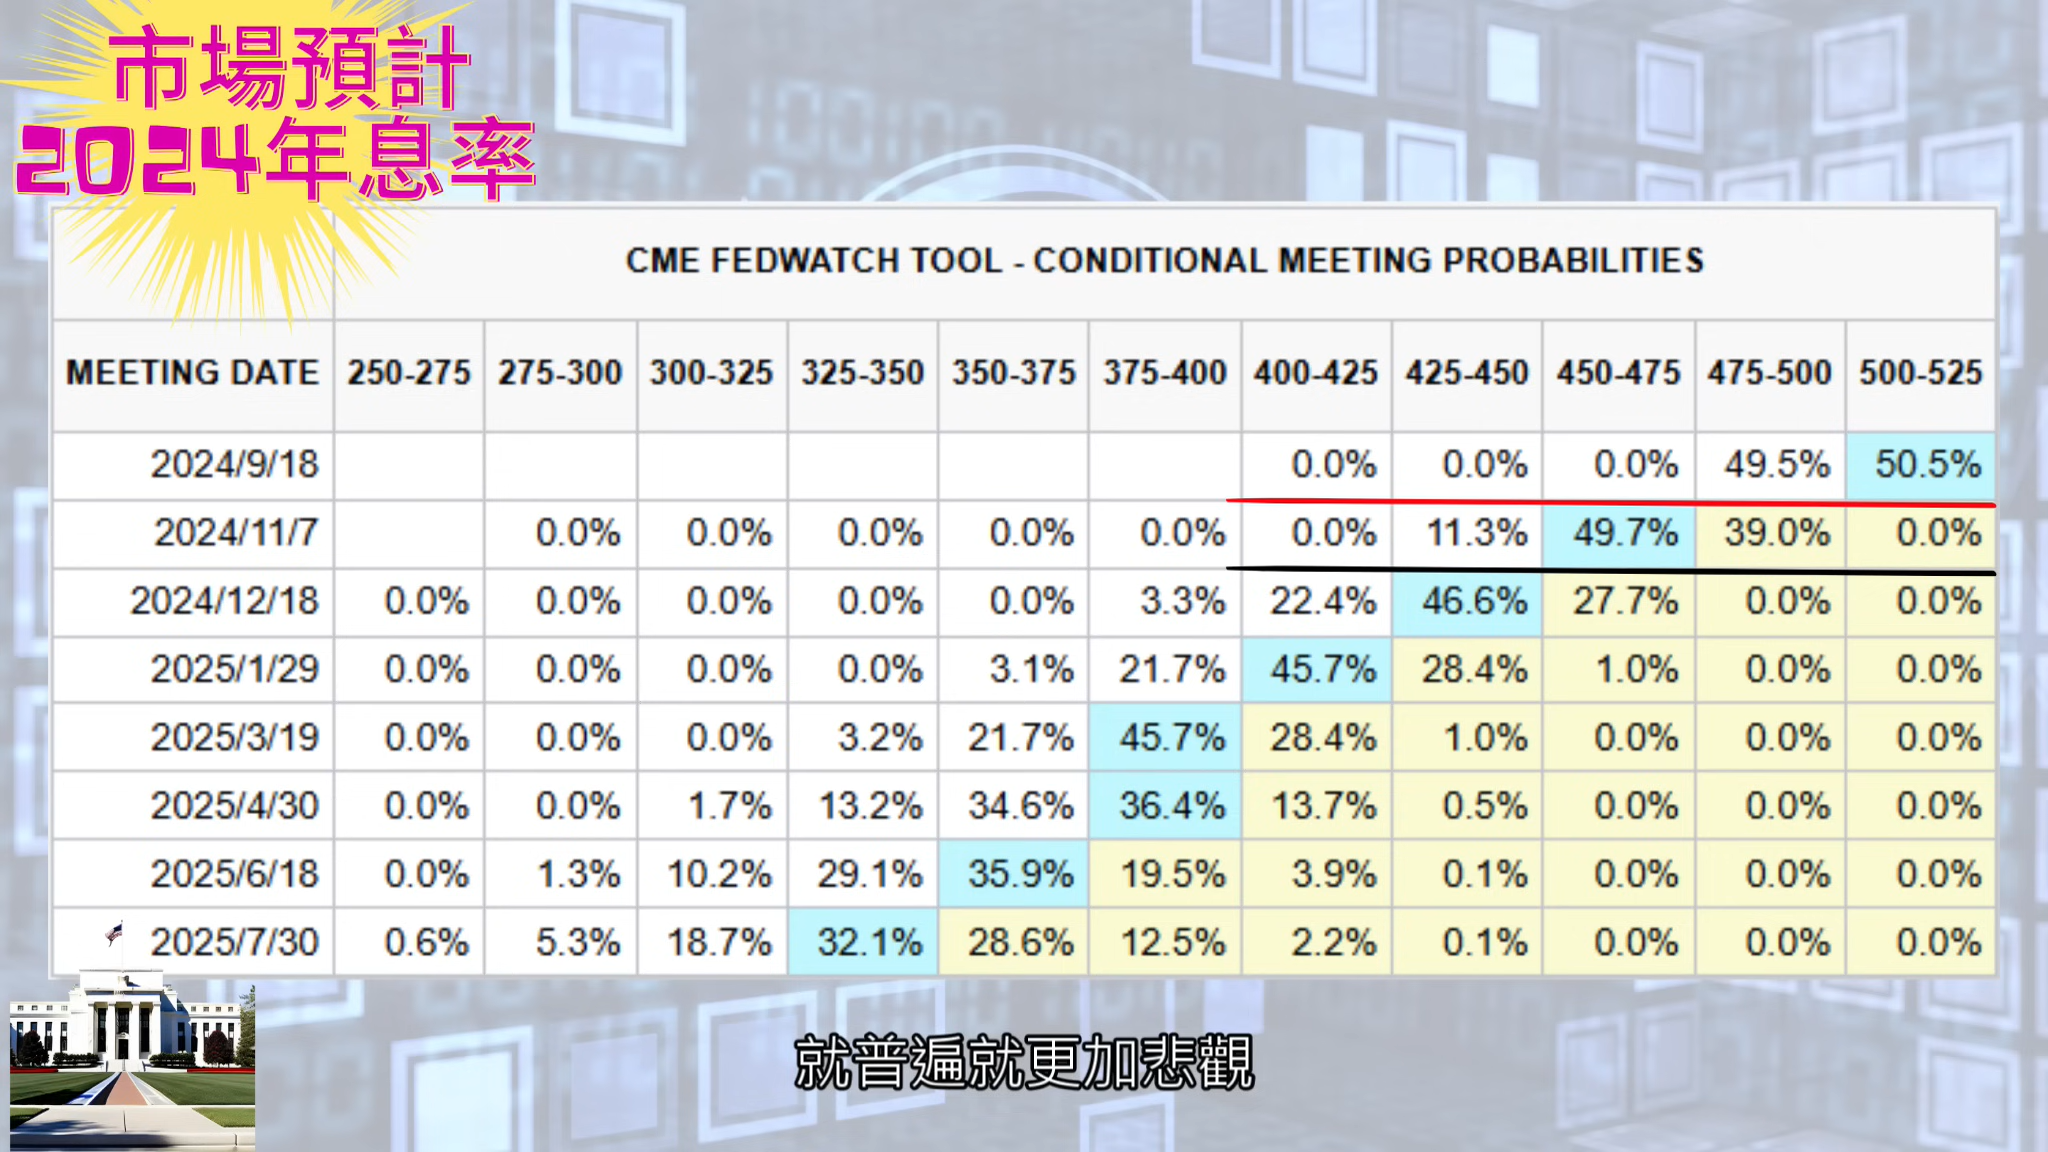 市場預計
2024年息率
CME FEDWATCH TOOL - CONDITIONAL MEETING PROBABILITIES
MEETING DATE 250-275 275-300 300-325 325-350 350-375 375-400 400-425 425-450 450-475 475-500 500-525
2024/9/18 0.0% 0.0% 0.0% 49.5% 50.5%
2024/11/7 0.0% 0.0% 0.0% 0.0% 0.0% 0.0% 11.3% 49.7% 39.0% 0.0%
2024/12/18 0.0% 0.0% 0.0% 0.0% 0.0% 3.3% 22.4% 46.6% 27.7% 0.0% 0.0%
2025/1/29 0.0% 0.0% 0.0% 0.0% 3.1% 21.7% 45.7% 28.4% 1.0% 0.0% 0.0%
2025/3/19 0.0% 0.0% 0.0% 3.2% 21.7% 45.7% 28.4% 1.0% 0.0% 0.0% 0.0%
2025/4/30 0.0% 0.0% 1.7% 13.2% 34.6% 36.4% 13.7% 0.5% 0.0% 0.0% 0.0%
2025/6/18 0.0% 1.3% 10.2% 29.1% 35.9% 19.5% 3.9% 0.1% 0.0% 0.0% 0.0%
2025/7/30 0.6% 5.3% 18.7% 32.1% 28.6% 12.5% 2.2% 0.1% 0.0% 0.0% 0.0%
就普遍就更加悲觀